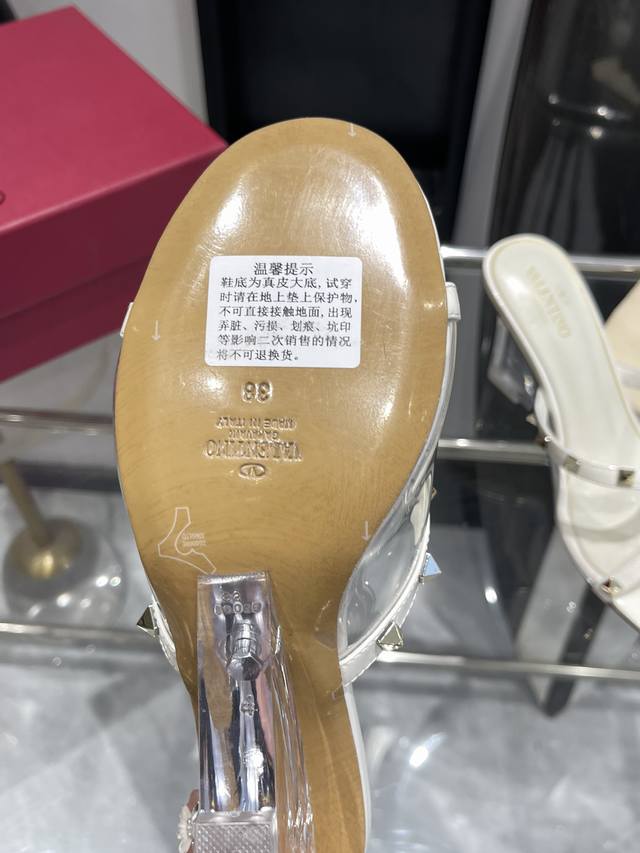 温馨提示
鞋底为真皮大底,试穿
时请在地上垫上保护物,
不可直接接触地面,出现
弄脏、污损、划痕、坑印
等影响二次销售的情况
将不可退换货。
38
MADE IN ITALY
GARAVANI
VALENTINO
VALENTINO